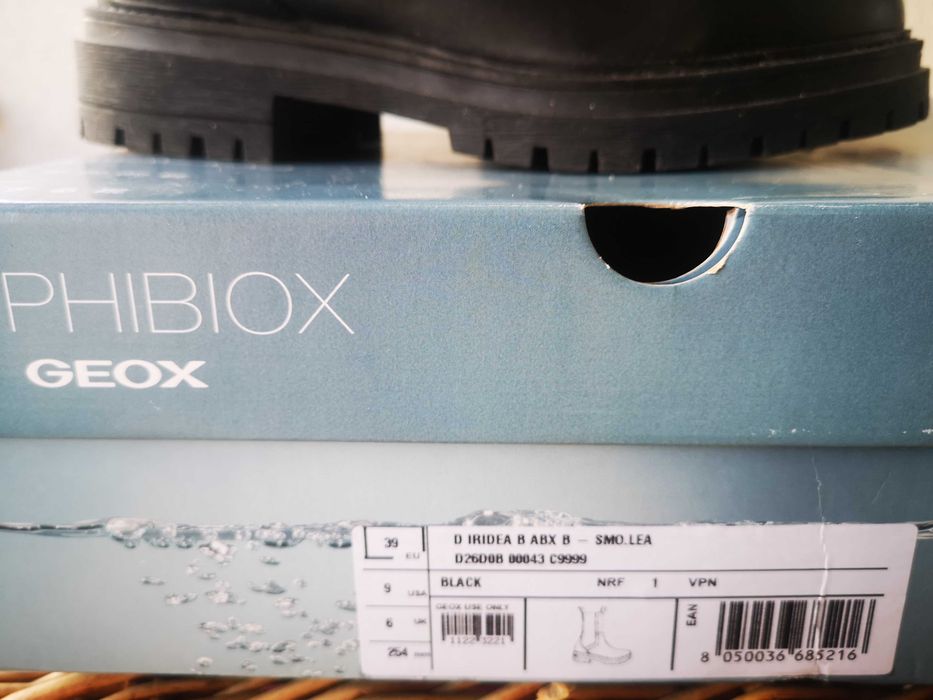 PHIBIOX
GEOX
39 EU
D IRIDEA B ABX B - SMO.LEA
D26D0B 00043 C9999
9 USA
BLACK NRF 1 VPN
6 UK
GEOX USE ONLY
1122 3221
254 mm
EAN
8 050036 685216